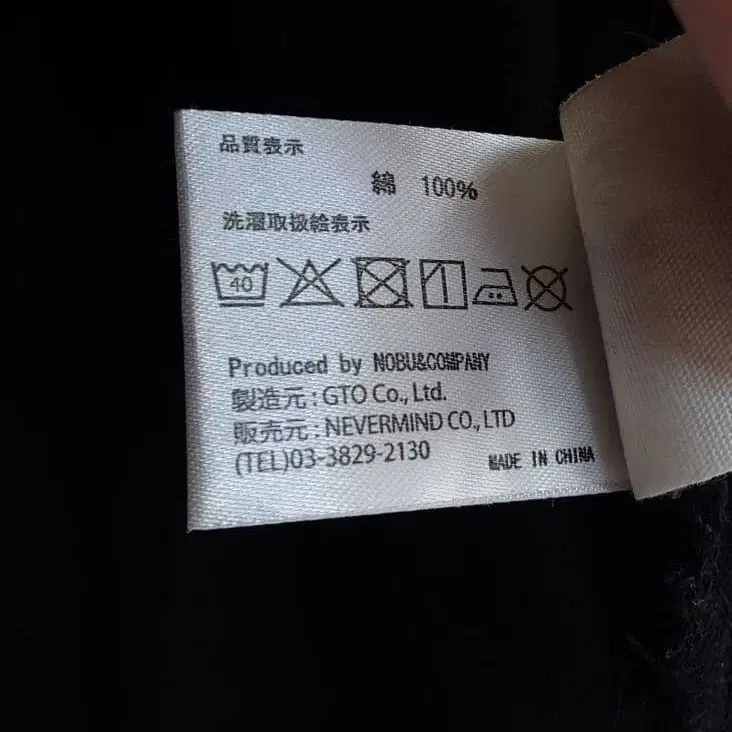 品質表示
綿 100%
洗濯取扱絵表示
40
Produced by NOBU&COMPANY
製造元:GTO Co., Ltd.
販売元:NEVERMIND CO., LTD
(TEL)03-3829-2130
MADE IN CHINA